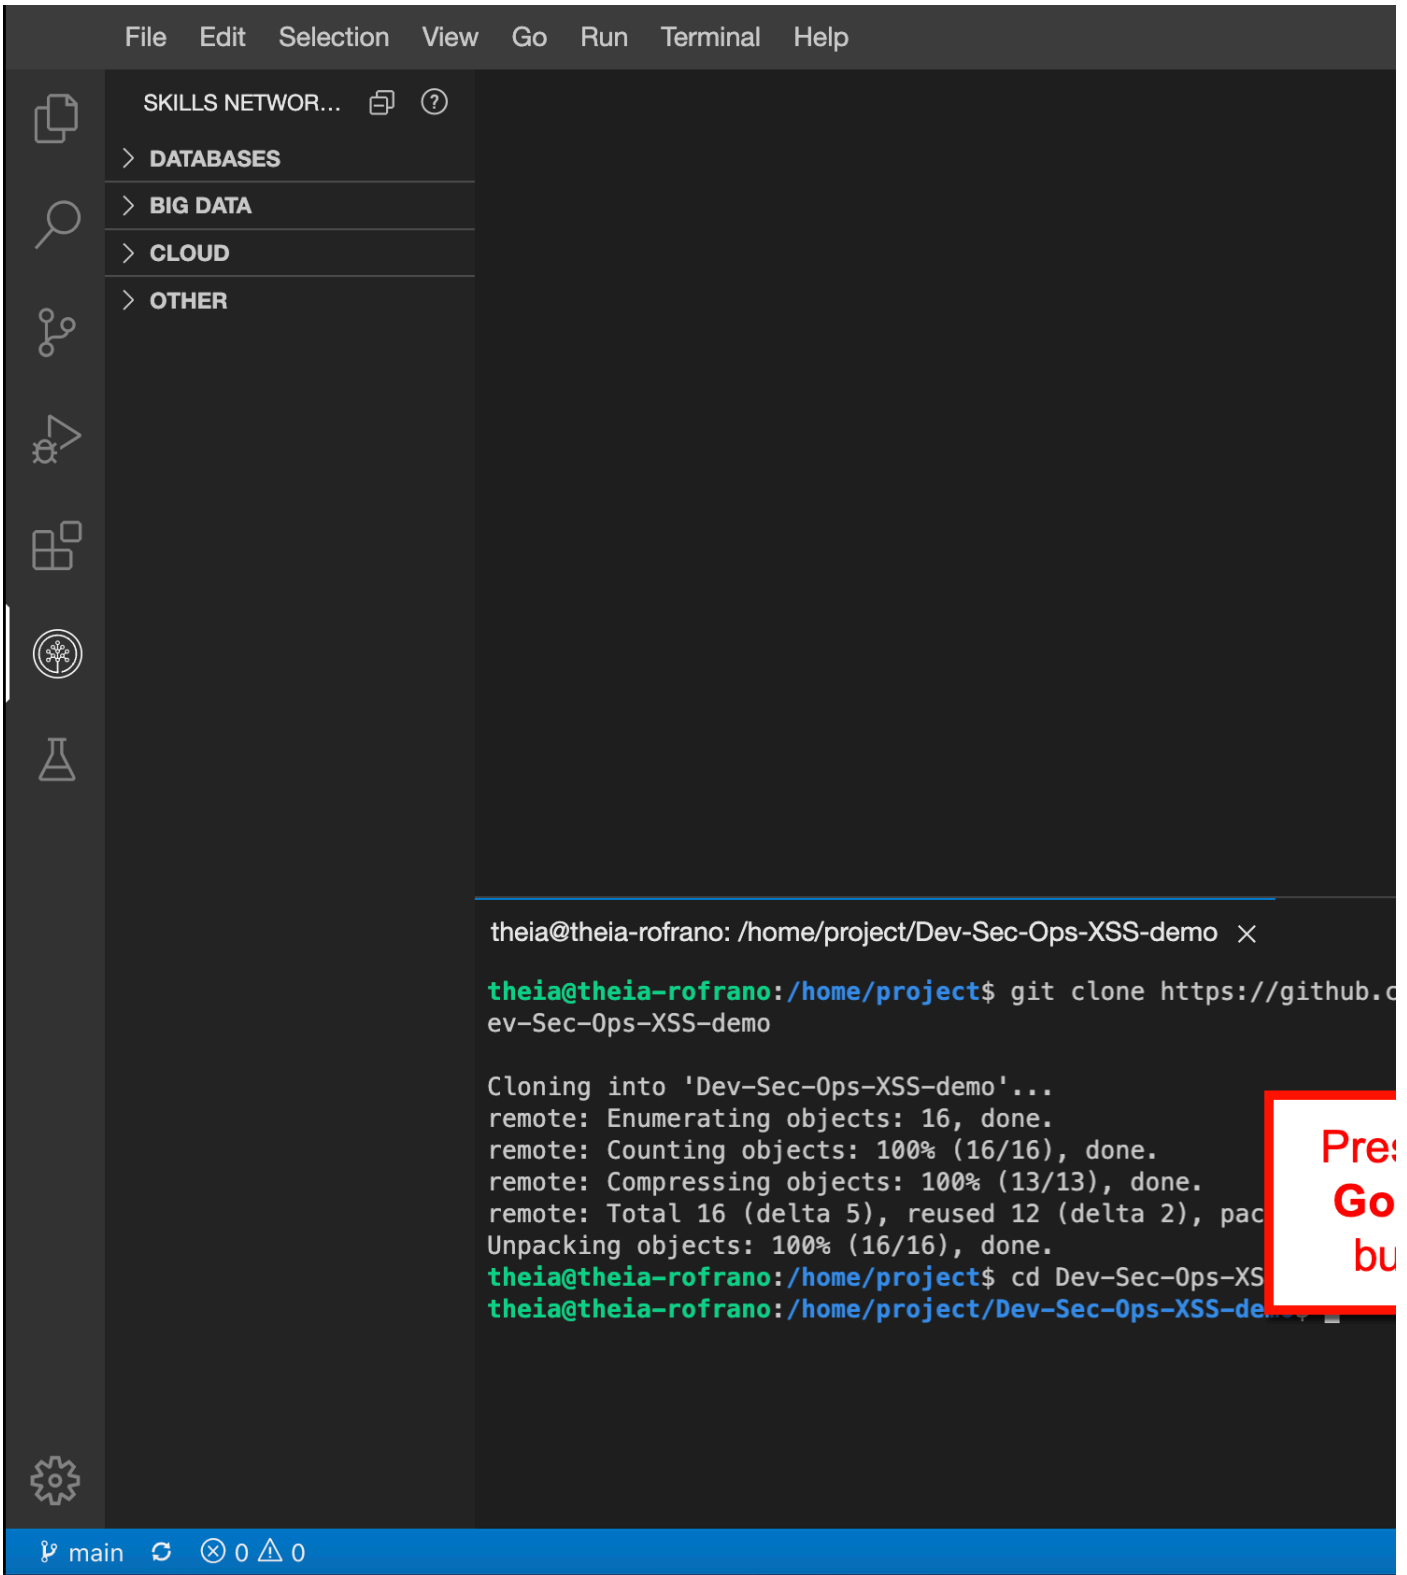 File Edit Selection View Go Run Terminal Help
SKILLS NETWOR...
DATABASES
BIG DATA
CLOUD
OTHER
theia@theia-rofrano: /home/project/Dev-Sec-Ops-XSS-demo
theia@theia-rofrano:/home/project$ git clone https://github.c
ev-Sec-Ops-XSS-demo
Cloning into 'Dev-Sec-Ops-XSS-demo'...
remote: Enumerating objects: 16, done.
remote: Counting objects: 100% (16/16), done.
remote: Compressing objects: 100% (13/13), done.
remote: Total 16 (delta 5), reused 12 (delta 2), pac
Unpacking objects: 100% (16/16), done.
theia@theia-rofrano:/home/project$ cd Dev-Sec-Ops-XS
theia@theia-rofrano:/home/project/Dev-Sec-Ops-XSS-de
Pres
Go
bu
main 0 0